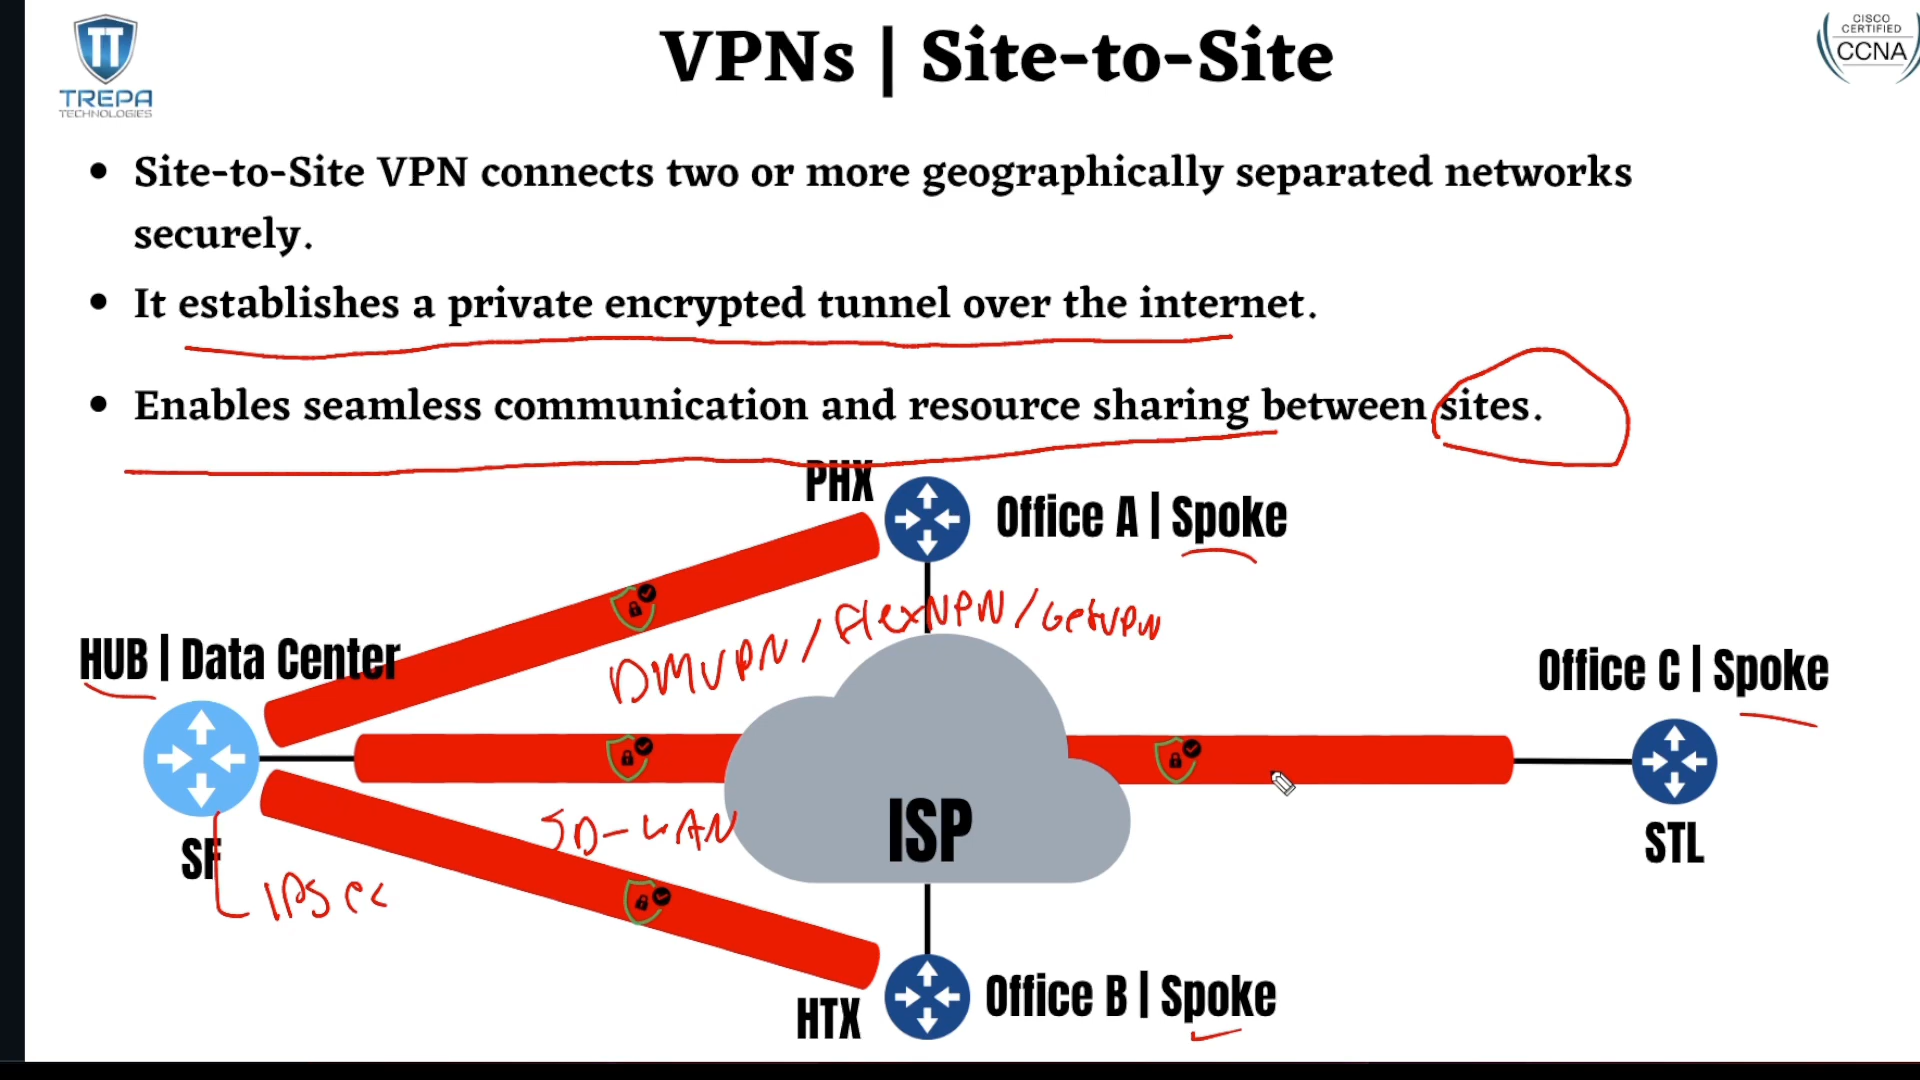 TREPA
TECHNOLOGIES
VPNs | Site-to-Site
CISCO
CERTIFIED
CCNA
• Site-to-Site VPN connects two or more geographically separated networks
securely.
• It establishes a private encrypted tunnel over the internet.
• Enables seamless communication and resource sharing between sites.
PHX
Office A | Spoke
DMVPN / FlexVPN / GetVPN
HUB | Data Center
Office C | Spoke
SD-WAN
ISP
SF
STL
IPSec
HTX
Office B | Spoke